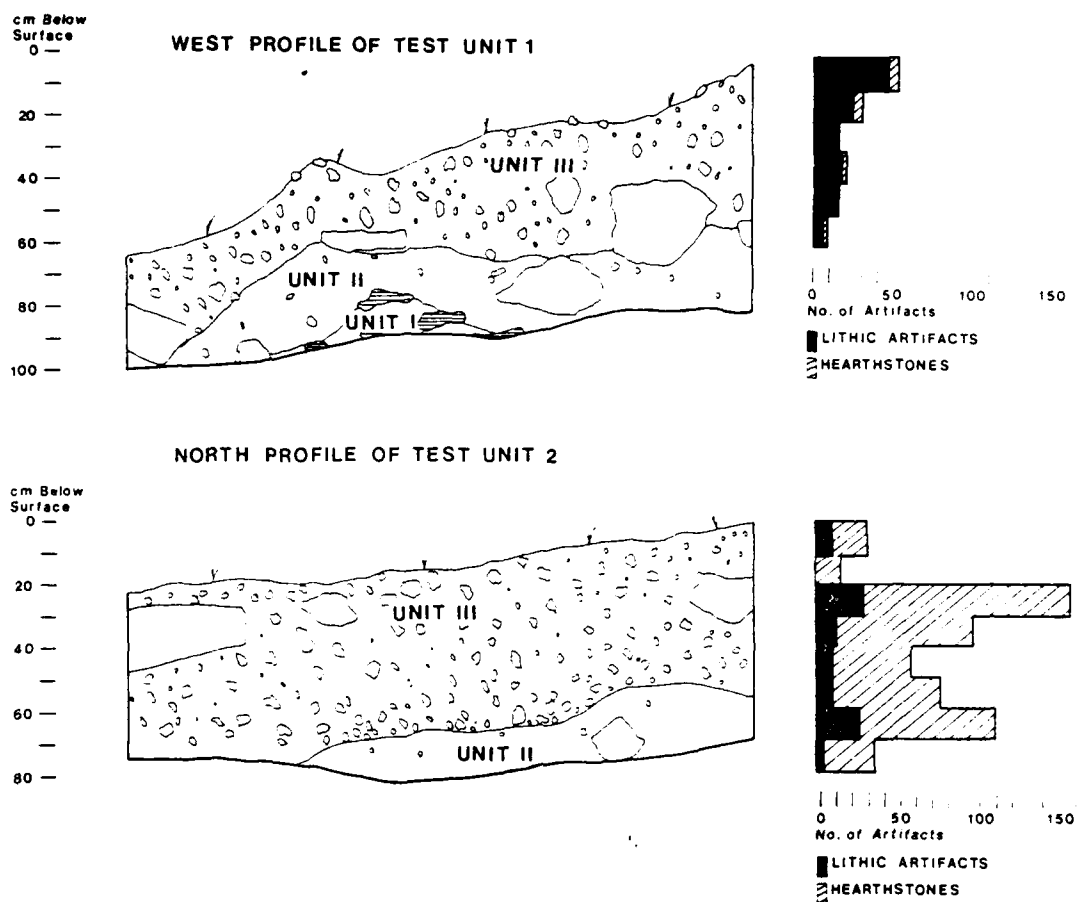 cm Below
Surface
WEST PROFILE OF TEST UNIT 1
0
20
40
60
80
100
UNIT III
UNIT II
UNIT I
0 50 100 150
No. of Artifacts
LITHIC ARTIFACTS
HEARTHSTONES
NORTH PROFILE OF TEST UNIT 2
cm Below
Surface
0
20
40
60
80
UNIT III
UNIT II
0 50 100 150
No. of Artifacts
LITHIC ARTIFACTS
HEARTHSTONES